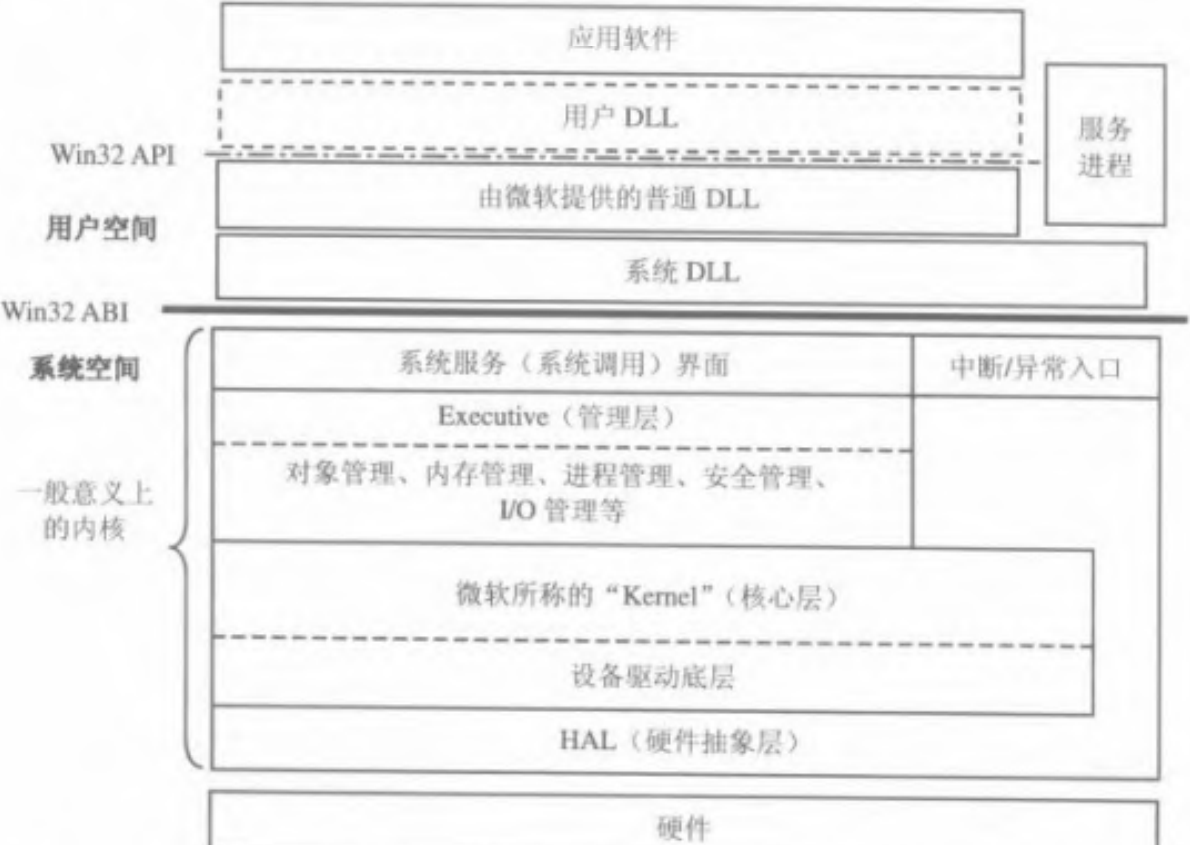 应用软件
用户 DLL
服务
进程
Win32 API
由微软提供的普通 DLL
用户空间
系统 DLL
Win32 ABI
系统空间
系统服务（系统调用）界面
中断/异常入口
Executive（管理层）
一般意义上
的内核
对象管理、内存管理、进程管理、安全管理、
I/O 管理等
微软所称的“Kernel”（核心层）
设备驱动底层
HAL（硬件抽象层）
硬件